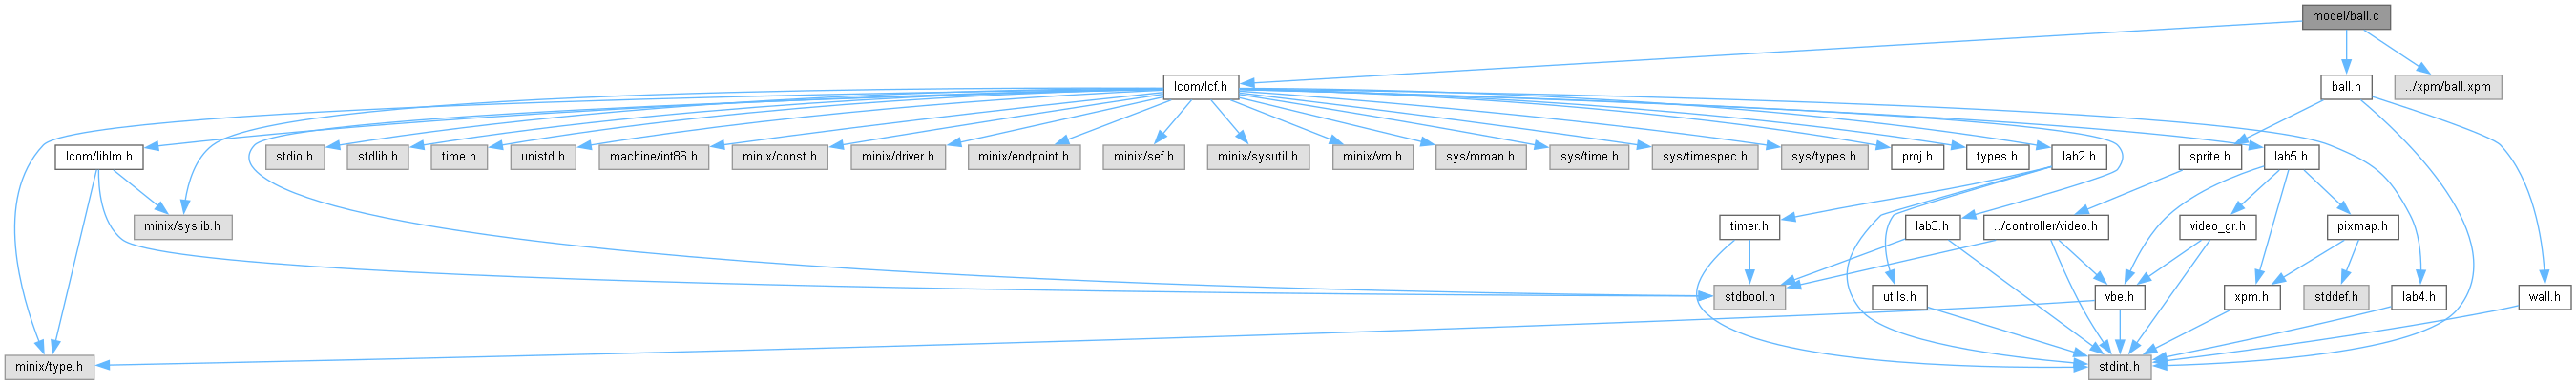 model/ball.c
lcom/lcf.h
ball.h
../xpm/ball.xpm
lcom/liblm.h
stdio.h
stdlib.h
time.h
unistd.h
machine/int86.h
minix/const.h
minix/driver.h
minix/endpoint.h
minix/sef.h
minix/sysutil.h
minix/vm.h
sys/mman.h
sys/time.h
sys/timespec.h
sys/types.h
proj.h
types.h
lab2.h
sprite.h
lab5.h
minix/syslib.h
timer.h
lab3.h
../controller/video.h
video_gr.h
pixmap.h
stdbool.h
utils.h
vbe.h
xpm.h
stddef.h
lab4.h
wall.h
minix/type.h
stdint.h